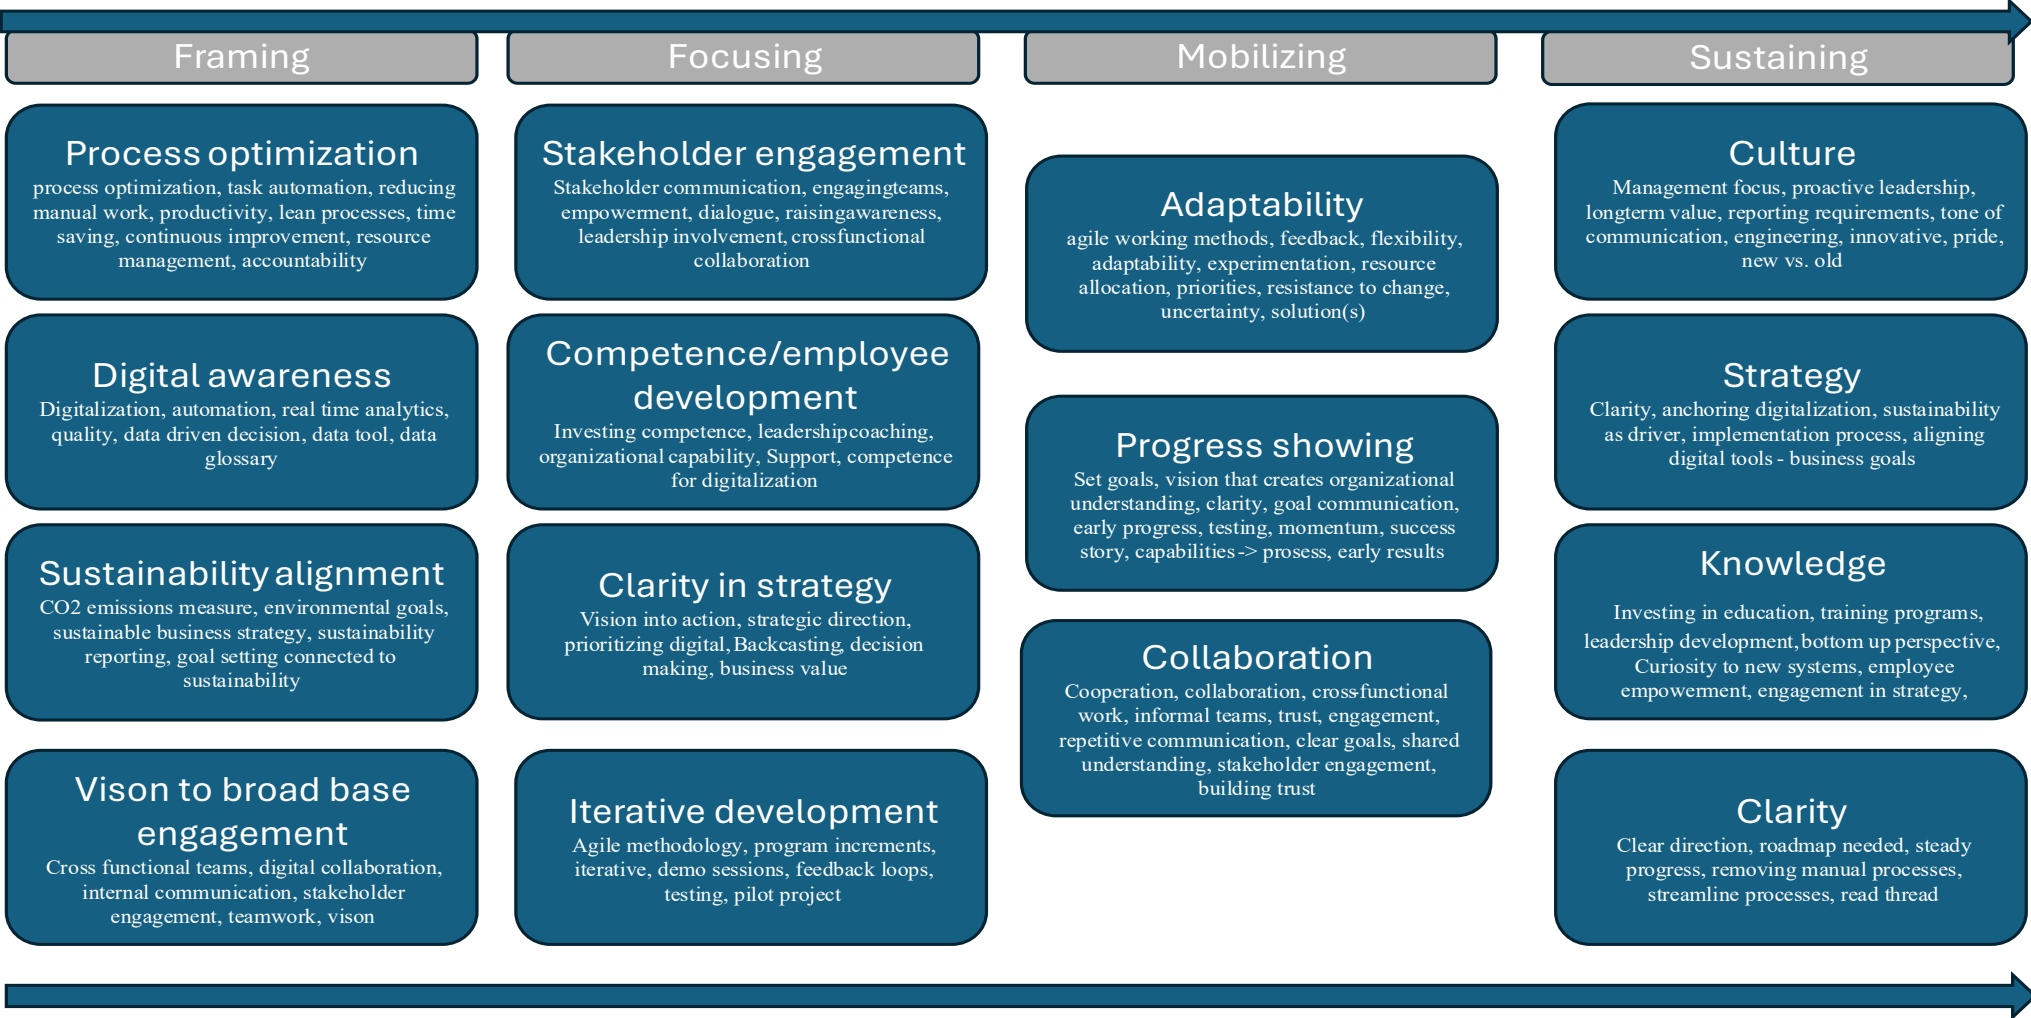 Framing
Process optimization
process optimization, task automation, reducing
manual work, productivity, lean processes, time
saving, continuous improvement, resource
management, accountability
Digital awareness
Digitalization, automation, real time analytics,
quality, data driven decision, data tool, data
glossary
Sustainability alignment
CO2 emissions measure, environmental goals,
sustainable business strategy, sustainability
reporting, goal setting connected to
sustainability
Vison to broad base
engagement
Cross functional teams, digital collaboration,
internal communication, stakeholder
engagement, teamwork, vison
Focusing
Stakeholder engagement
Stakeholder communication, engagingteams,
empowerment, dialogue, raisingawareness,
leadership involvement, crossfunctional
collaboration
Competence/employee
development
Investing competence, leadershipcoaching,
organizational capability, Support, competence
for digitalization
Clarity in strategy
Vision into action, strategic direction,
prioritizing digital, Backcasting, decision
making, business value
Iterative development
Agile methodology, program increments,
iterative, demo sessions, feedback loops,
testing, pilot project
Mobilizing
Adaptability
agile working methods, feedback, flexibility,
adaptability, experimentation, resource
allocation, priorities, resistance to change,
uncertainty, solution(s)
Progress showing
Set goals, vision that creates organizational
understanding, clarity, goal communication,
early progress, testing, momentum, success
story, capabilities -> prosess, early results
Collaboration
Cooperation, collaboration, cross-functional
work, informal teams, trust, engagement,
repetitive communication, clear goals, shared
understanding, stakeholder engagement,
building trust
Sustaining
Culture
Management focus, proactive leadership,
longterm value, reporting requirements, tone of
communication, engineering, innovative, pride,
new vs. old
Strategy
Clarity, anchoring digitalization, sustainability
as driver, implementation process, aligning
digital tools - business goals
Knowledge
Investing in education, training programs,
leadership development, bottom up perspective,
Curiosity to new systems, employee
empowerment, engagement in strategy,
Clarity
Clear direction, roadmap needed, steady
progress, removing manual processes,
streamline processes, read thread